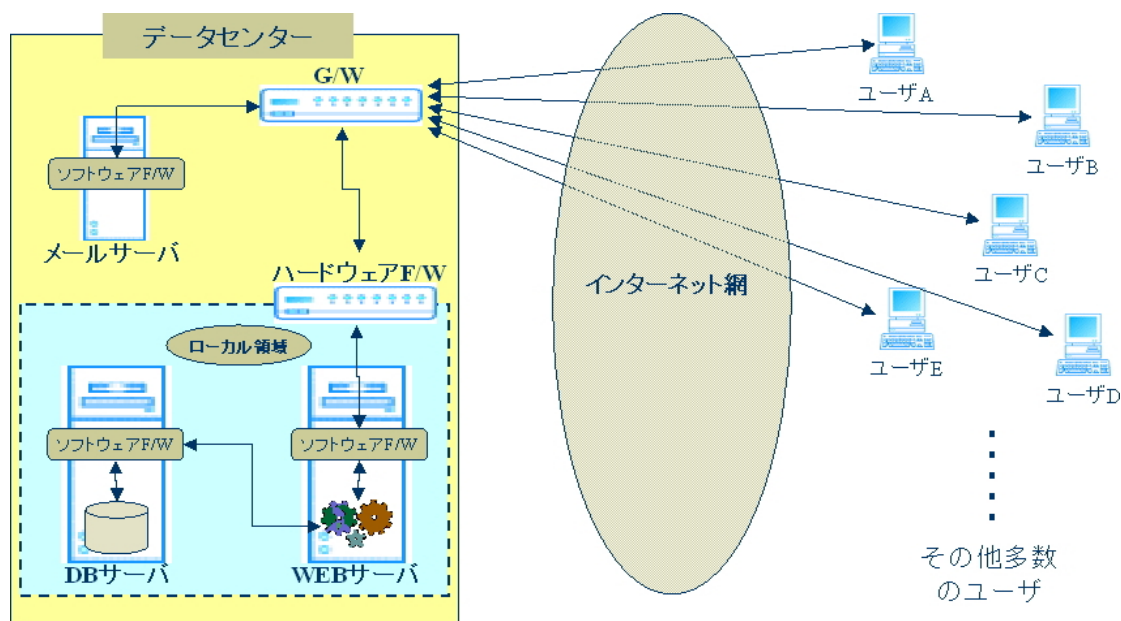 データセンター
G/W
ソフトウェアF/W
メールサーバ
ハードウェアF/W
ローカル領域
ソフトウェアF/W
ソフトウェアF/W
DBサーバ
WEBサーバ
インターネット網
ユーザA
ユーザB
ユーザC
ユーザE
ユーザD
その他多数
のユーザ